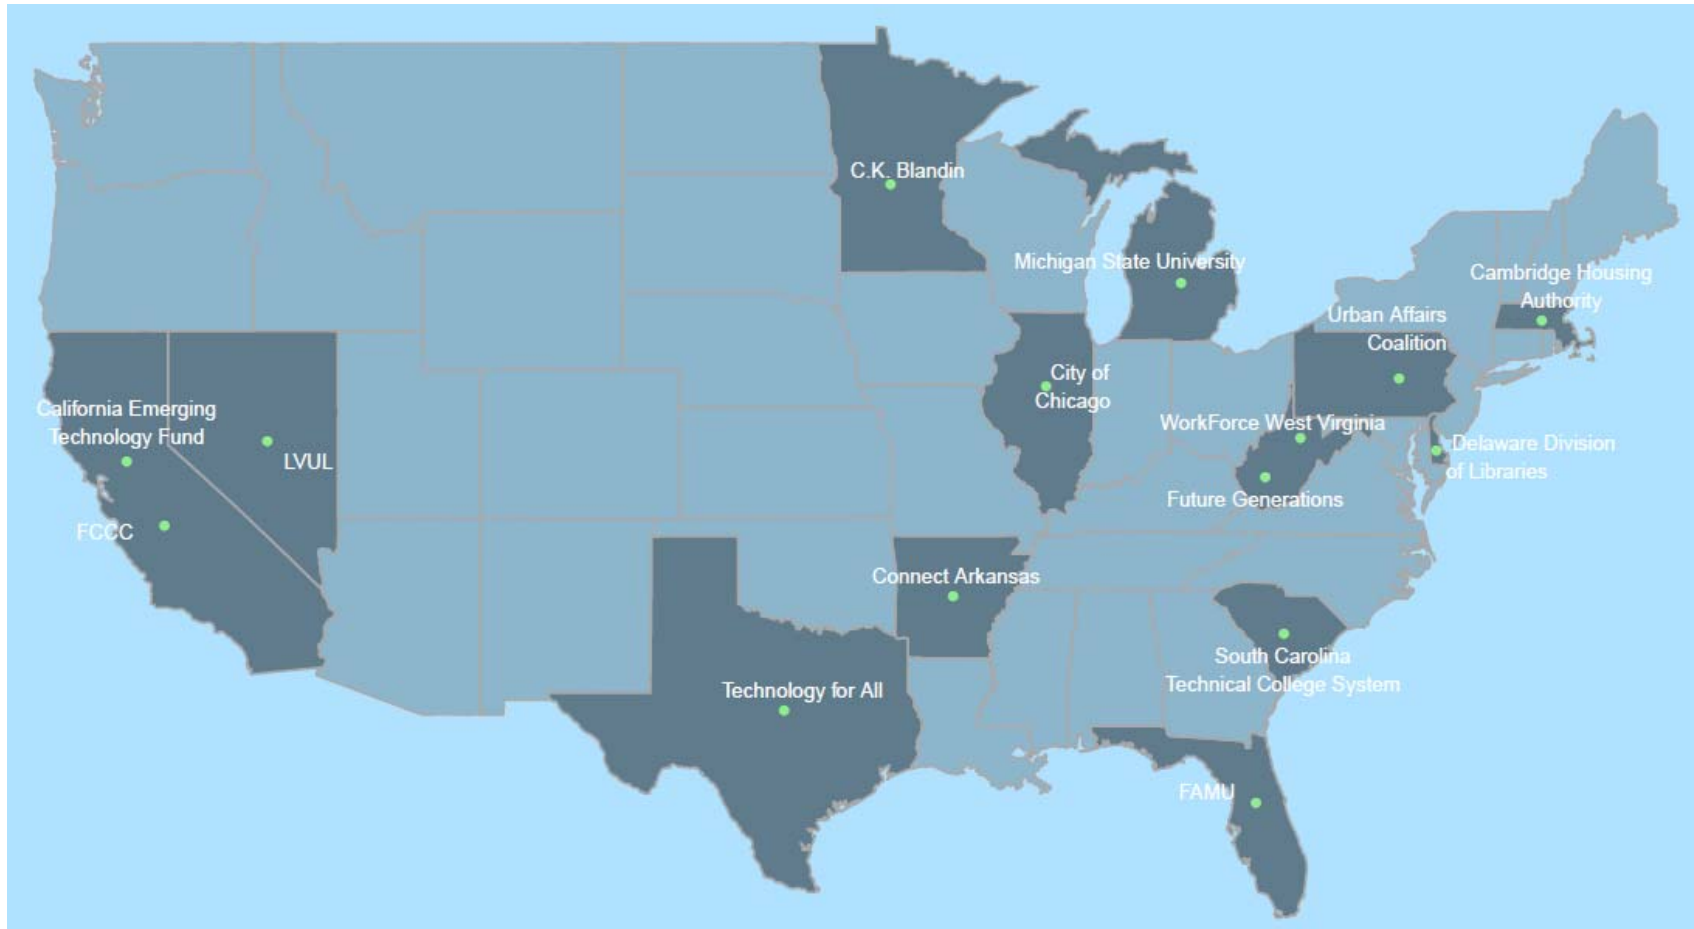 C.K. Blandin
Michigan State University
Cambridge Housing
Authority
Urban Affairs
Coalition
City of
Chicago
California Emerging
Technology Fund
WorkForce West Virginia
Delaware Division
of Libraries
LVUL
Future Generations
FCCC
Connect Arkansas
South Carolina
Technical College System
Technology for All
FAMU